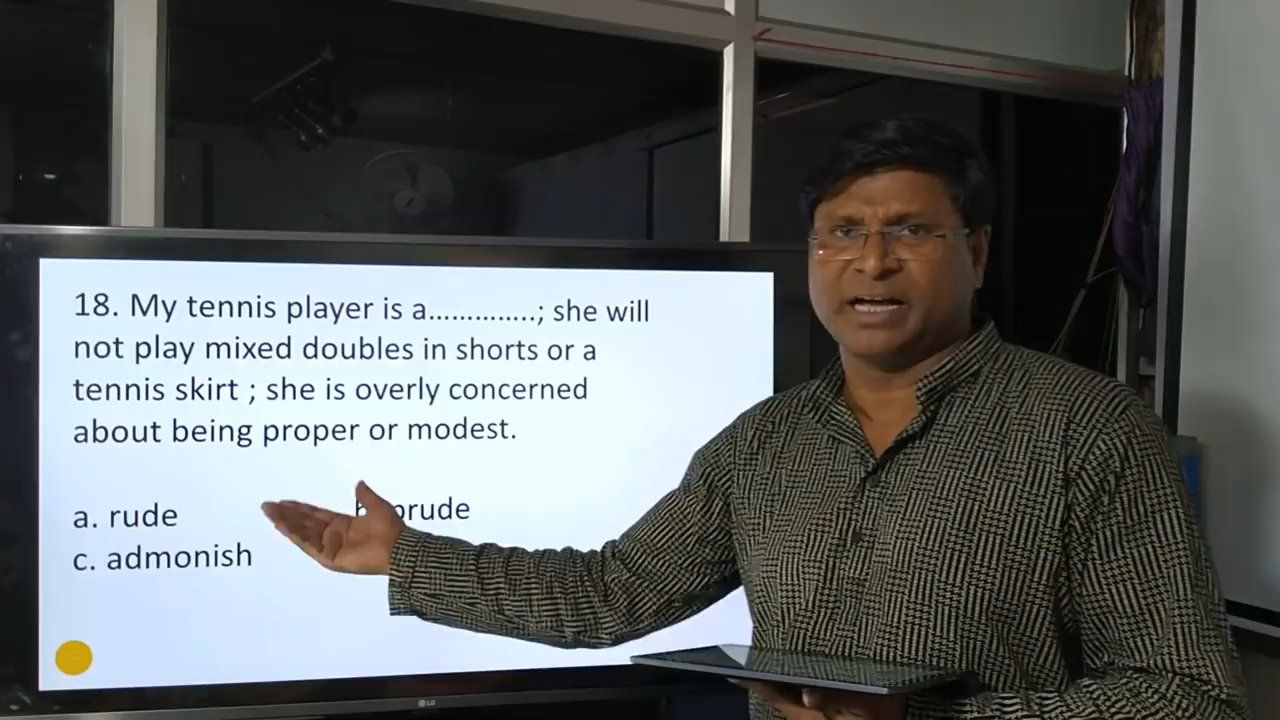 18. My tennis player is a..............; she will
not play mixed doubles in shorts or a
tennis skirt ; she is overly concerned
about being proper or modest.
a. rude prude
c. admonish
LG